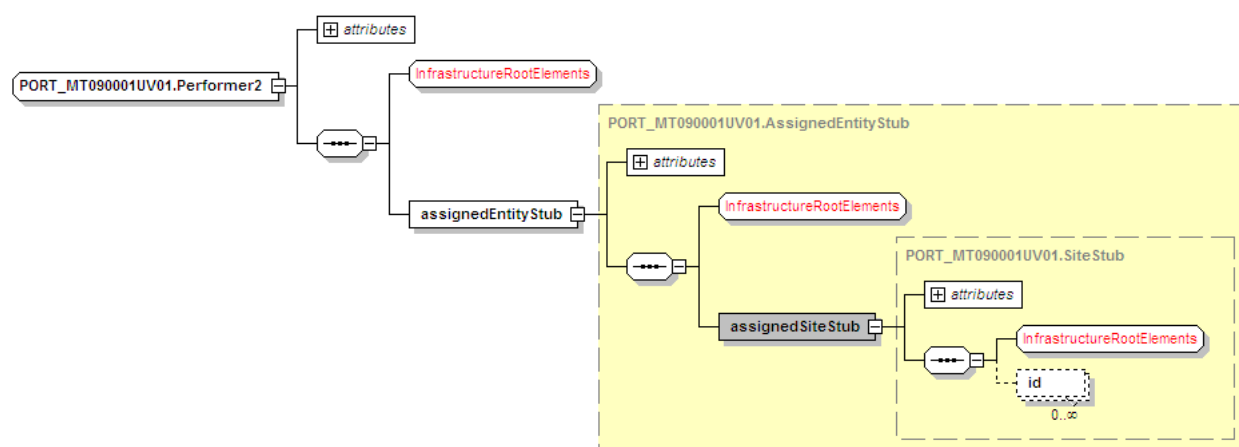 attributes
PORT_MT090001UV01.Performer2
InfrastructureRootElements
PORT_MT090001UV01.AssignedEntityStub
attributes
assignedEntityStub
InfrastructureRootElements
PORT_MT090001UV01.SiteStub
attributes
assignedSiteStub
InfrastructureRootElements
id
0..∞